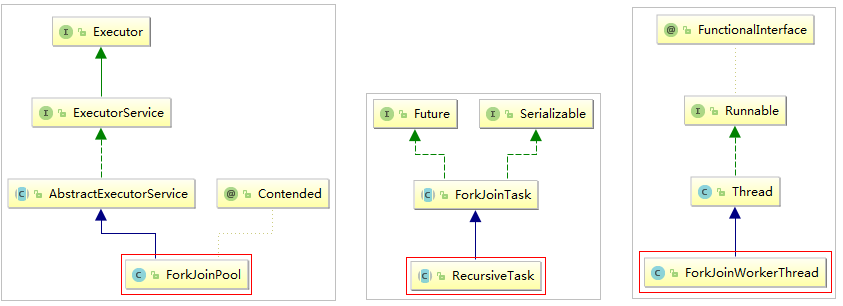 I Executor
I ExecutorService
C AbstractExecutorService
@ Contended
C ForkJoinPool
I Future
I Serializable
C ForkJoinTask
C RecursiveTask
@ FunctionalInterface
I Runnable
C Thread
C ForkJoinWorkerThread